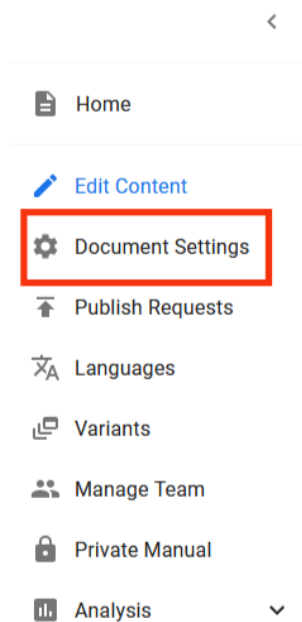 Home
Edit Content
Document Settings
Publish Requests
Languages
Variants
Manage Team
Private Manual
Analysis